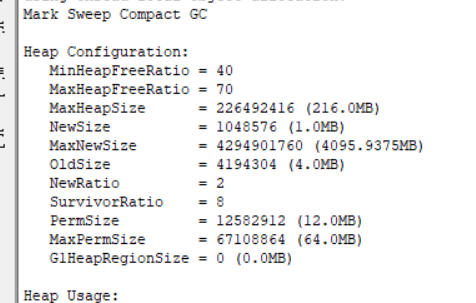 Mark Sweep Compact GC
Heap Configuration:
MinHeapFreeRatio = 40
MaxHeapFreeRatio = 70
MaxHeapSize = 226492416 (216.0MB)
NewSize = 1048576 (1.0MB)
MaxNewSize = 4294901760 (4095.9375MB)
OldSize = 4194304 (4.0MB)
NewRatio = 2
SurvivorRatio = 8
PermSize = 12582912 (12.0MB)
MaxPermSize = 67108864 (64.0MB)
G1HeapRegionSize = 0 (0.0MB)
Heap Usage: